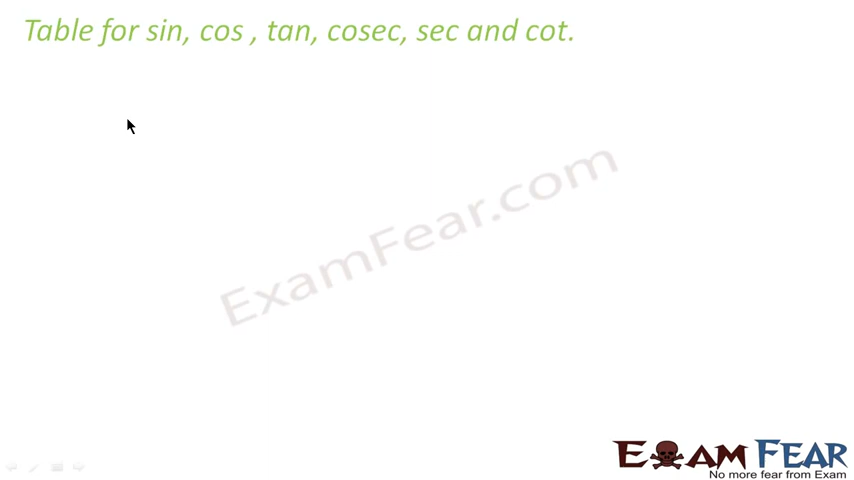 Table for sin, cos , tan, cosec, sec and cot.
ExamFear.com
EXAM FEAR
No more fear from Exam